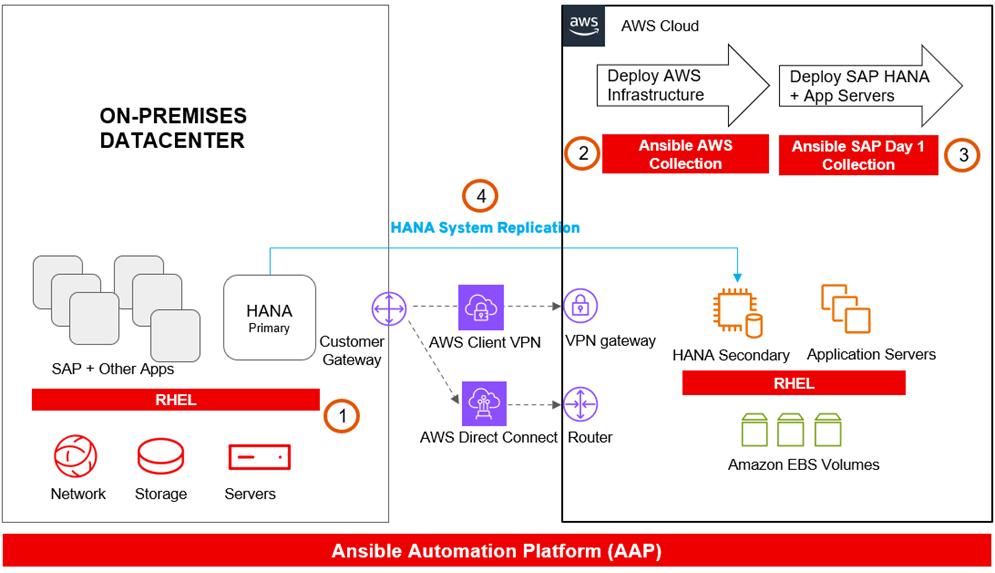 aws
AWS Cloud
Deploy AWS
Infrastructure
Deploy SAP HANA
+ App Servers
ON-PREMISES
DATACENTER
2
Ansible AWS
Collection
Ansible SAP Day 1
Collection
3
4
HANA System Replication
HANA
Primary
SAP + Other Apps
Customer
Gateway
AWS Client VPN
VPN gateway
HANA Secondary
Application Servers
RHEL
RHEL
1
AWS Direct Connect
Router
Amazon EBS Volumes
Network
Storage
Servers
Ansible Automation Platform (AAP)